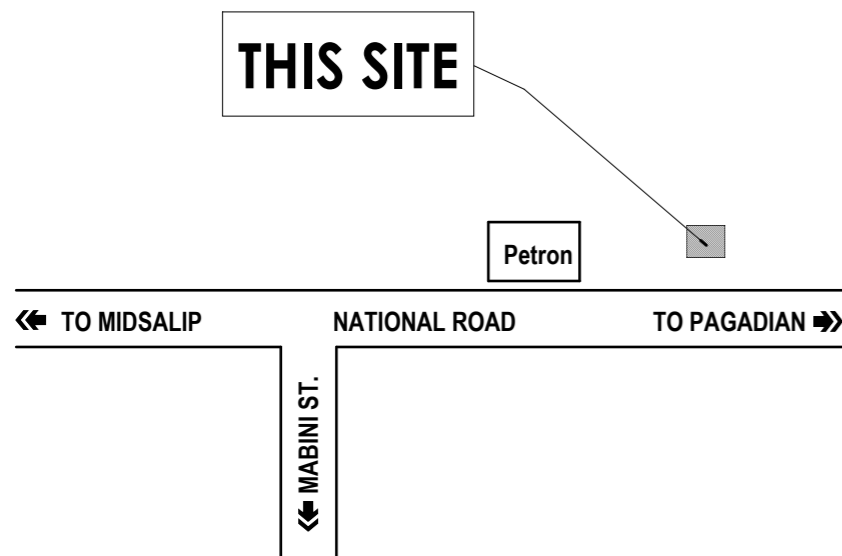 THIS SITE
Petron
TO MIDSALIP
NATIONAL ROAD
TO PAGADIAN
MABINI ST.